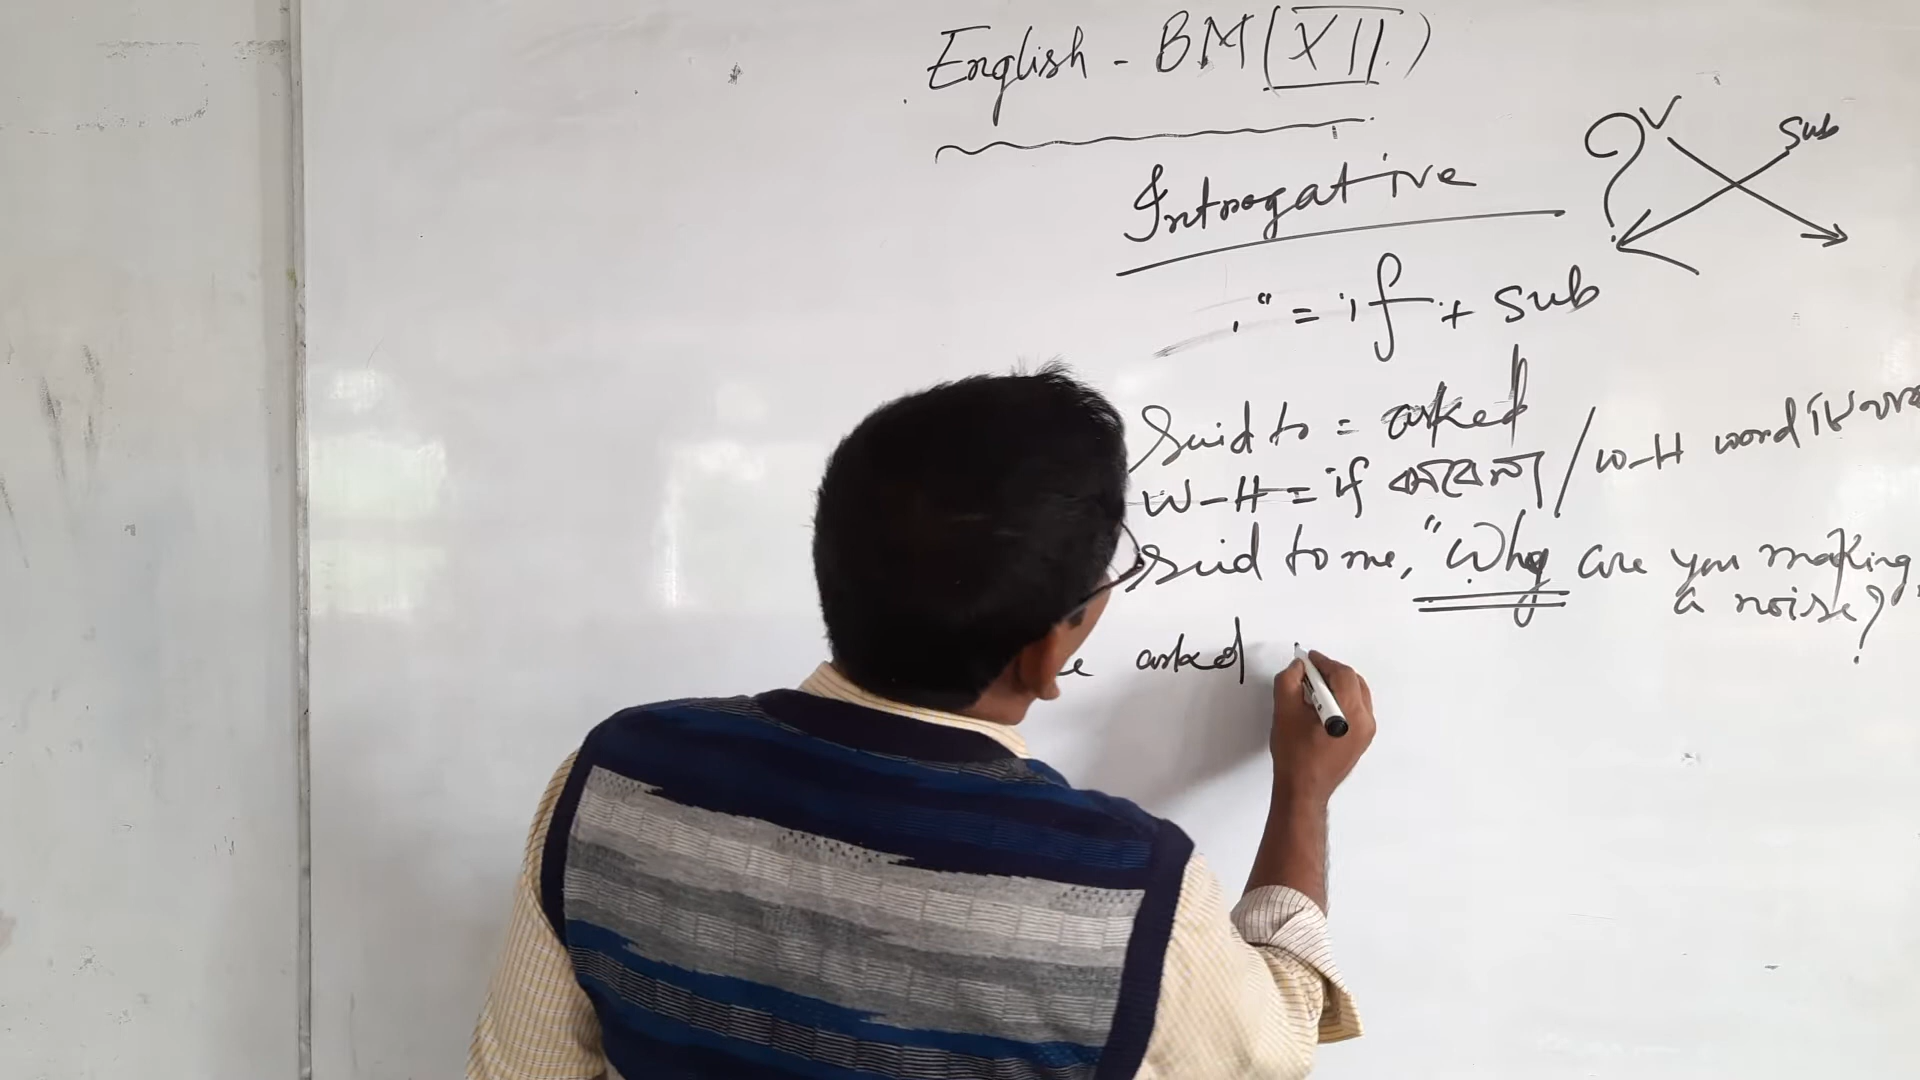 English - BM (XII)
V Sub
Introgative
," = if + sub
Said to = asked
W-H = if বসবেনা / W-H word
said to me, "Why are you making
a noise?
asked